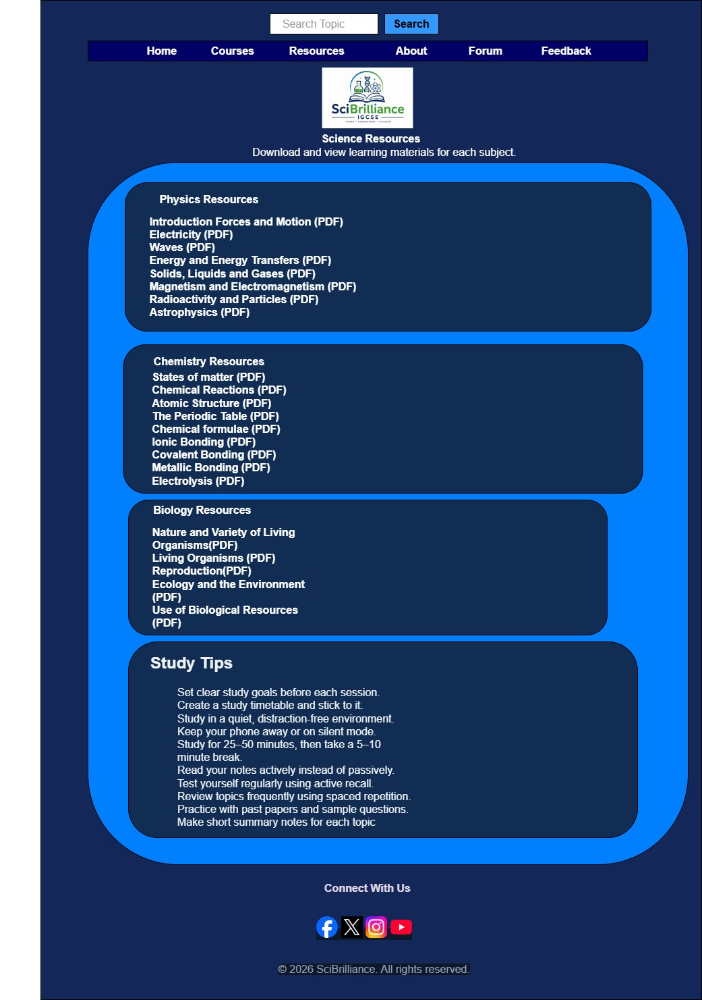 Search Topic
Search
Home Courses Resources About Forum Feedback
SciBrilliance
IGCSE
LEARN • UNDERSTAND • SUCCEED
Science Resources
Download and view learning materials for each subject.
Physics Resources
Introduction Forces and Motion (PDF)
Electricity (PDF)
Waves (PDF)
Energy and Energy Transfers (PDF)
Solids, Liquids and Gases (PDF)
Magnetism and Electromagnetism (PDF)
Radioactivity and Particles (PDF)
Astrophysics (PDF)
Chemistry Resources
States of matter (PDF)
Chemical Reactions (PDF)
Atomic Structure (PDF)
The Periodic Table (PDF)
Chemical formulae (PDF)
Ionic Bonding (PDF)
Covalent Bonding (PDF)
Metallic Bonding (PDF)
Electrolysis (PDF)
Biology Resources
Nature and Variety of Living
Organisms(PDF)
Living Organisms (PDF)
Reproduction(PDF)
Ecology and the Environment
(PDF)
Use of Biological Resources
(PDF)
Study Tips
Set clear study goals before each session.
Create a study timetable and stick to it.
Study in a quiet, distraction-free environment.
Keep your phone away or on silent mode.
Study for 25–50 minutes, then take a 5–10
minute break.
Read your notes actively instead of passively.
Test yourself regularly using active recall.
Review topics frequently using spaced repetition.
Practice with past papers and sample questions.
Make short summary notes for each topic
Connect With Us
© 2026 SciBrilliance. All rights reserved.